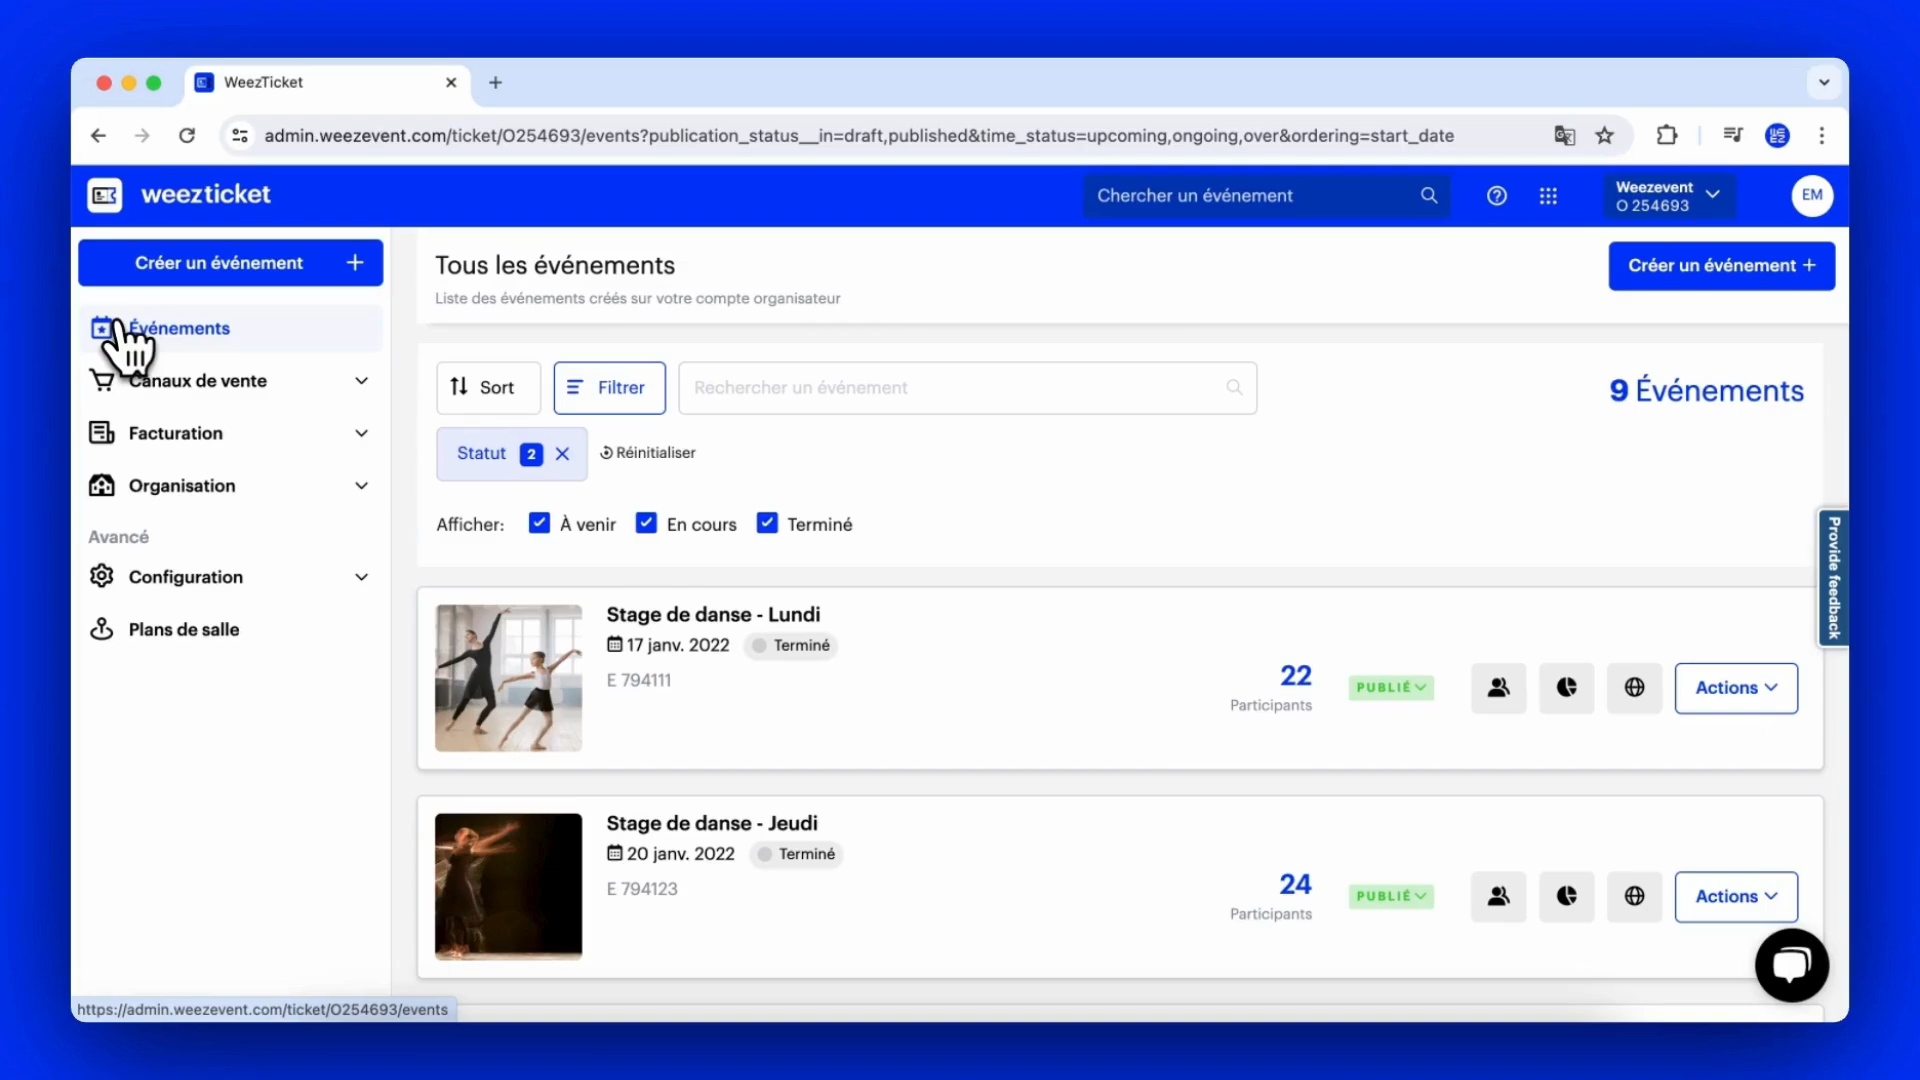 WeezTicket
admin.weezevent.com/ticket/O254693/events?publication_status__in=draft,published&time_status=upcoming,ongoing,over&ordering=start_date
weezticket
Chercher un événement
Weezevent
O 254693
EM
Créer un événement +
Événements
Canaux de vente
Facturation
Organisation
Avancé
Configuration
Plans de salle
Tous les événements
Liste des événements créés sur votre compte organisateur
Créer un événement +
Sort
Filtrer
Rechercher un événement
9 Événements
Statut 2
Réinitialiser
Afficher: À venir En cours Terminé
Stage de danse - Lundi
17 janv. 2022 Terminé
E 794111
22
Participants
PUBLIÉ
Actions
Stage de danse - Jeudi
20 janv. 2022 Terminé
E 794123
24
Participants
PUBLIÉ
Actions
Provide feedback
https://admin.weezevent.com/ticket/O254693/events